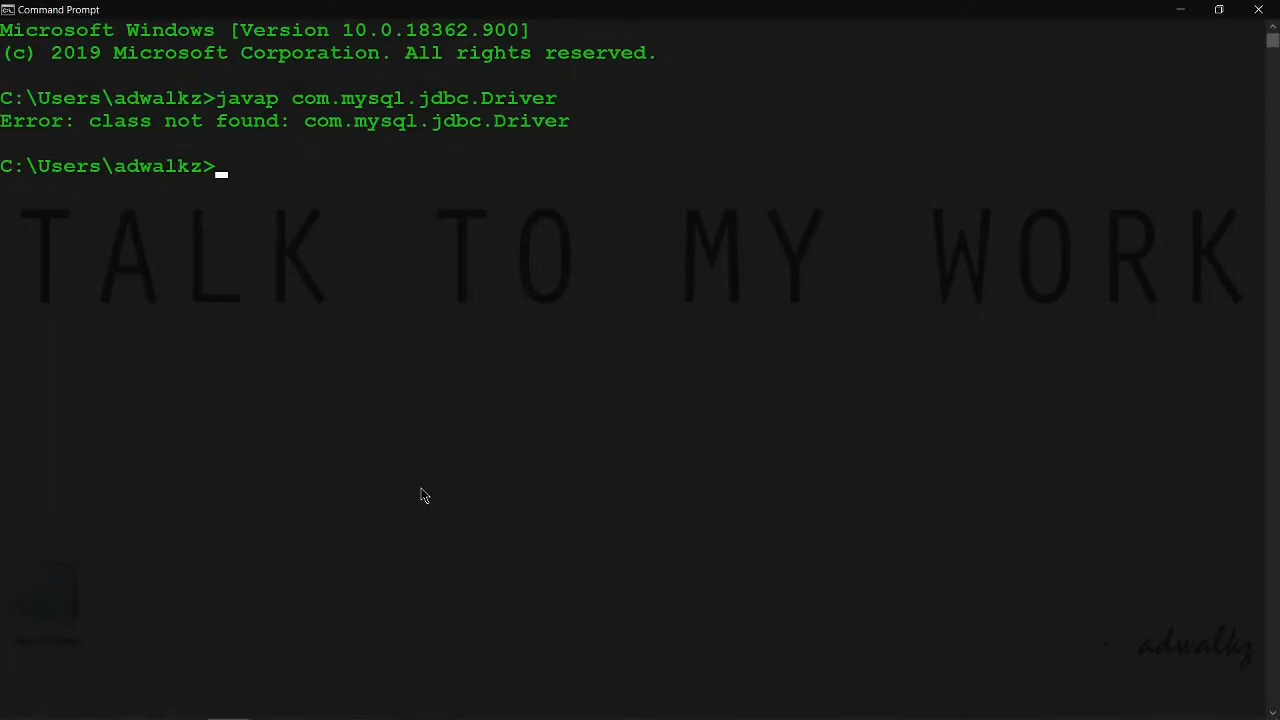 Command Prompt
Microsoft Windows [Version 10.0.18362.900]
(c) 2019 Microsoft Corporation. All rights reserved.
C:\Users\adwalkz>javap com.mysql.jdbc.Driver
Error: class not found: com.mysql.jdbc.Driver
C:\Users\adwalkz>
TALK TO MY WORK
- adwalkz